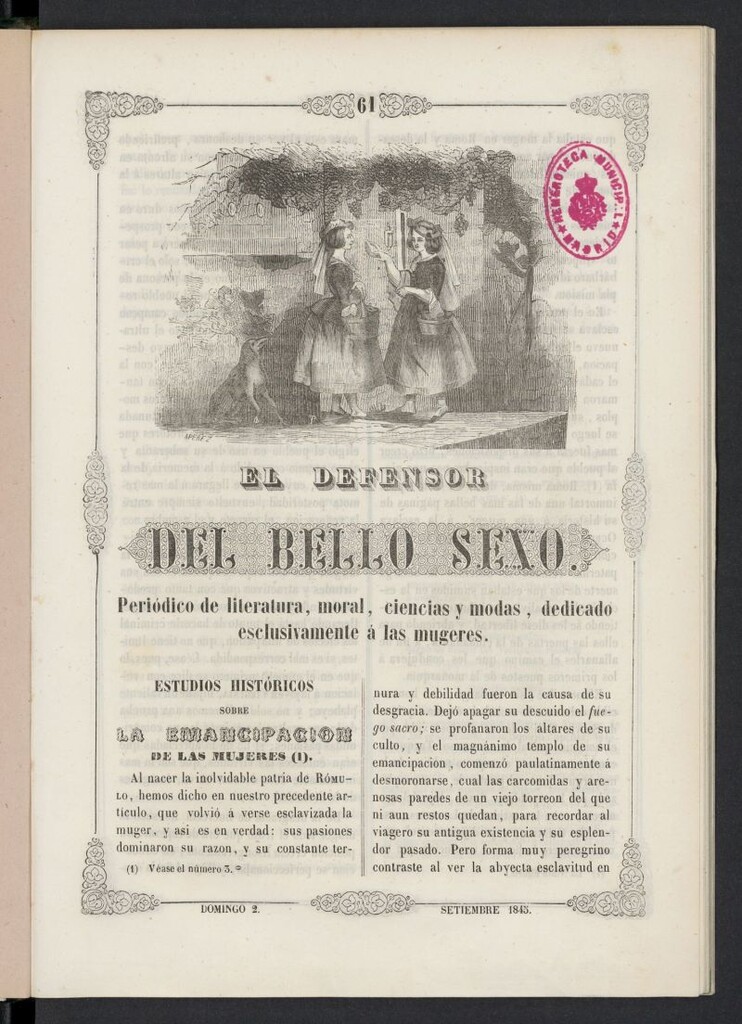 61
HEMEROTECA MUNICIPAL
MADRID
EL DEFENSOR
DEL BELLO SEXO.
Periódico de literatura, moral, ciencias y modas, dedicado
esclusivamente á las mugeres.
ESTUDIOS HISTÓRICOS
SOBRE
LA EMANCIPACION
DE LAS MUJERES (1).
Al nacer la inolvidable patria de RÓMU-
LO, hemos dicho en nuestro precedente ar-
tículo, que volvió á verse esclavizada la
muger, y asi es en verdad: sus pasiones
dominaron su razon, y su constante ter-
(1) Véase el número 3.º
nura y debilidad fueron la causa de su
desgracia. Dejó apagar su descuido el fue-
go sacro; se profanaron los altares de su
culto, y el magnánimo templo de su
emancipacion, comenzó paulatinamente á
desmoronarse, cual las carcomidas y are-
nosas paredes de un viejo torreon del que
ni aun restos quedan, para recordar al
viagero su antigua existencia y su esplen-
dor pasado. Pero forma muy peregrino
contraste al ver la abyecta esclavitud en
DOMINGO 2.
SETIEMBRE 1845.